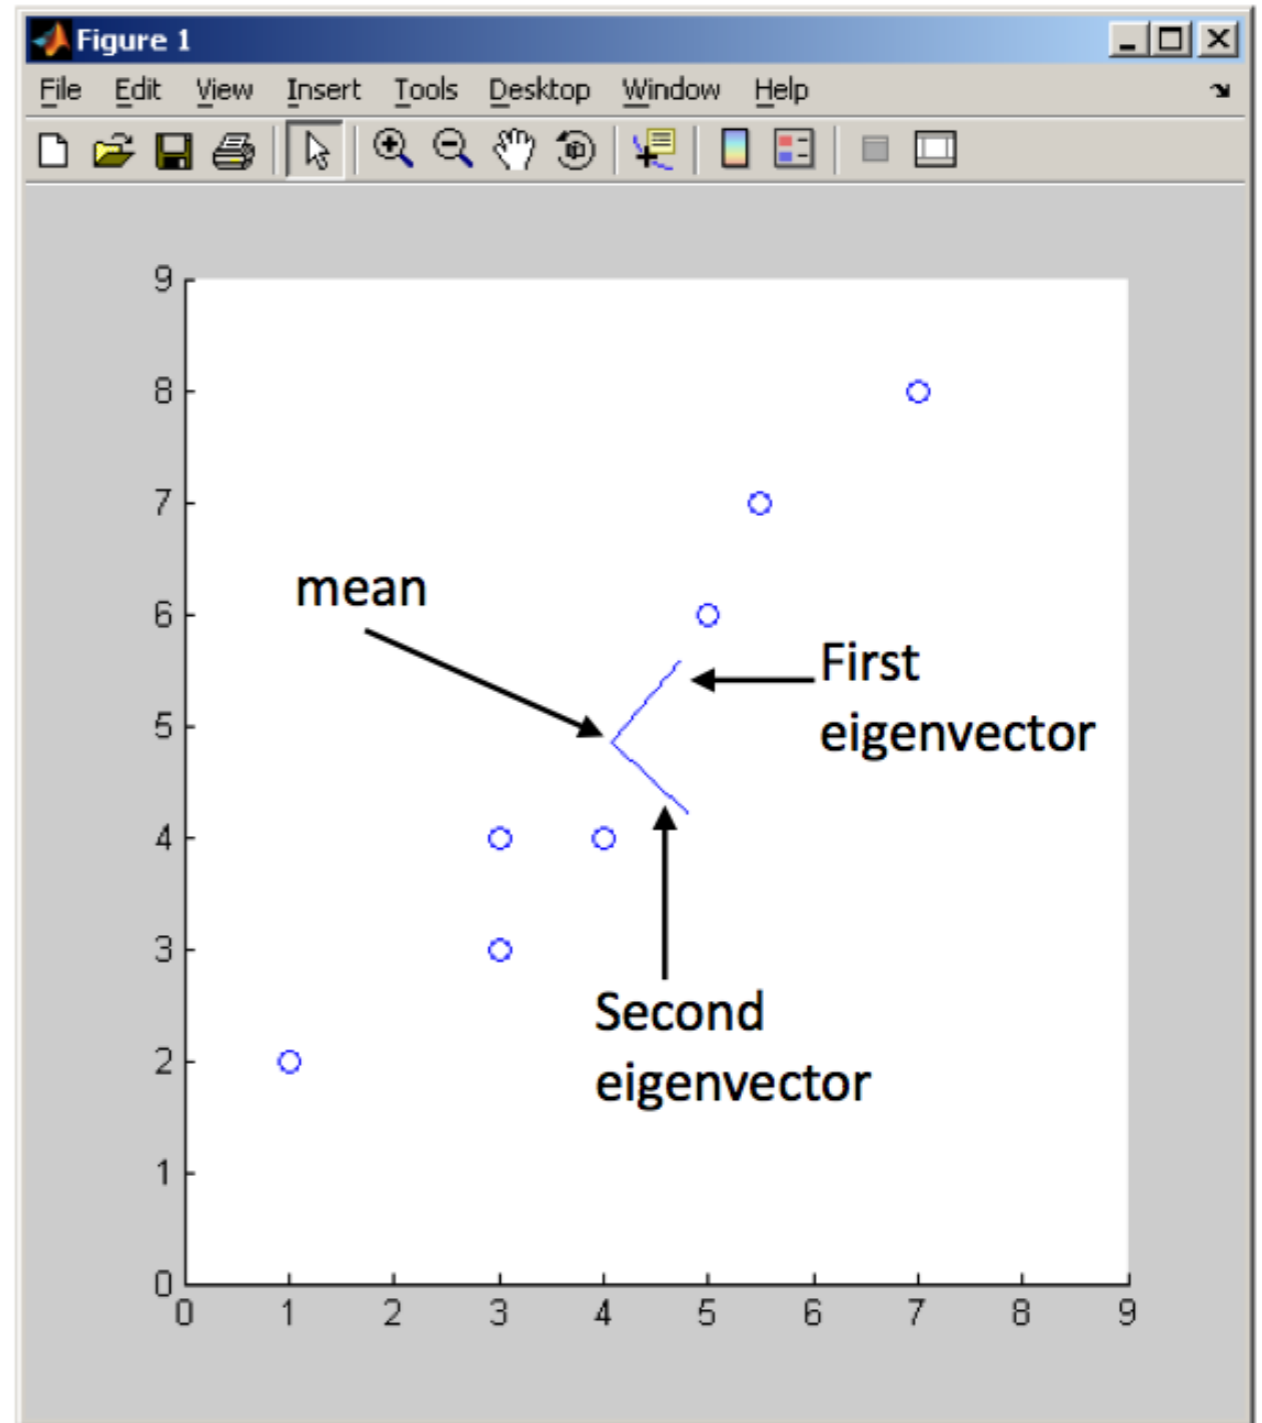 Figure 1
File Edit View Insert Tools Desktop Window Help
9
8
7
6
5
4
3
2
1
0
mean
First
eigenvector
Second
eigenvector
0 1 2 3 4 5 6 7 8 9